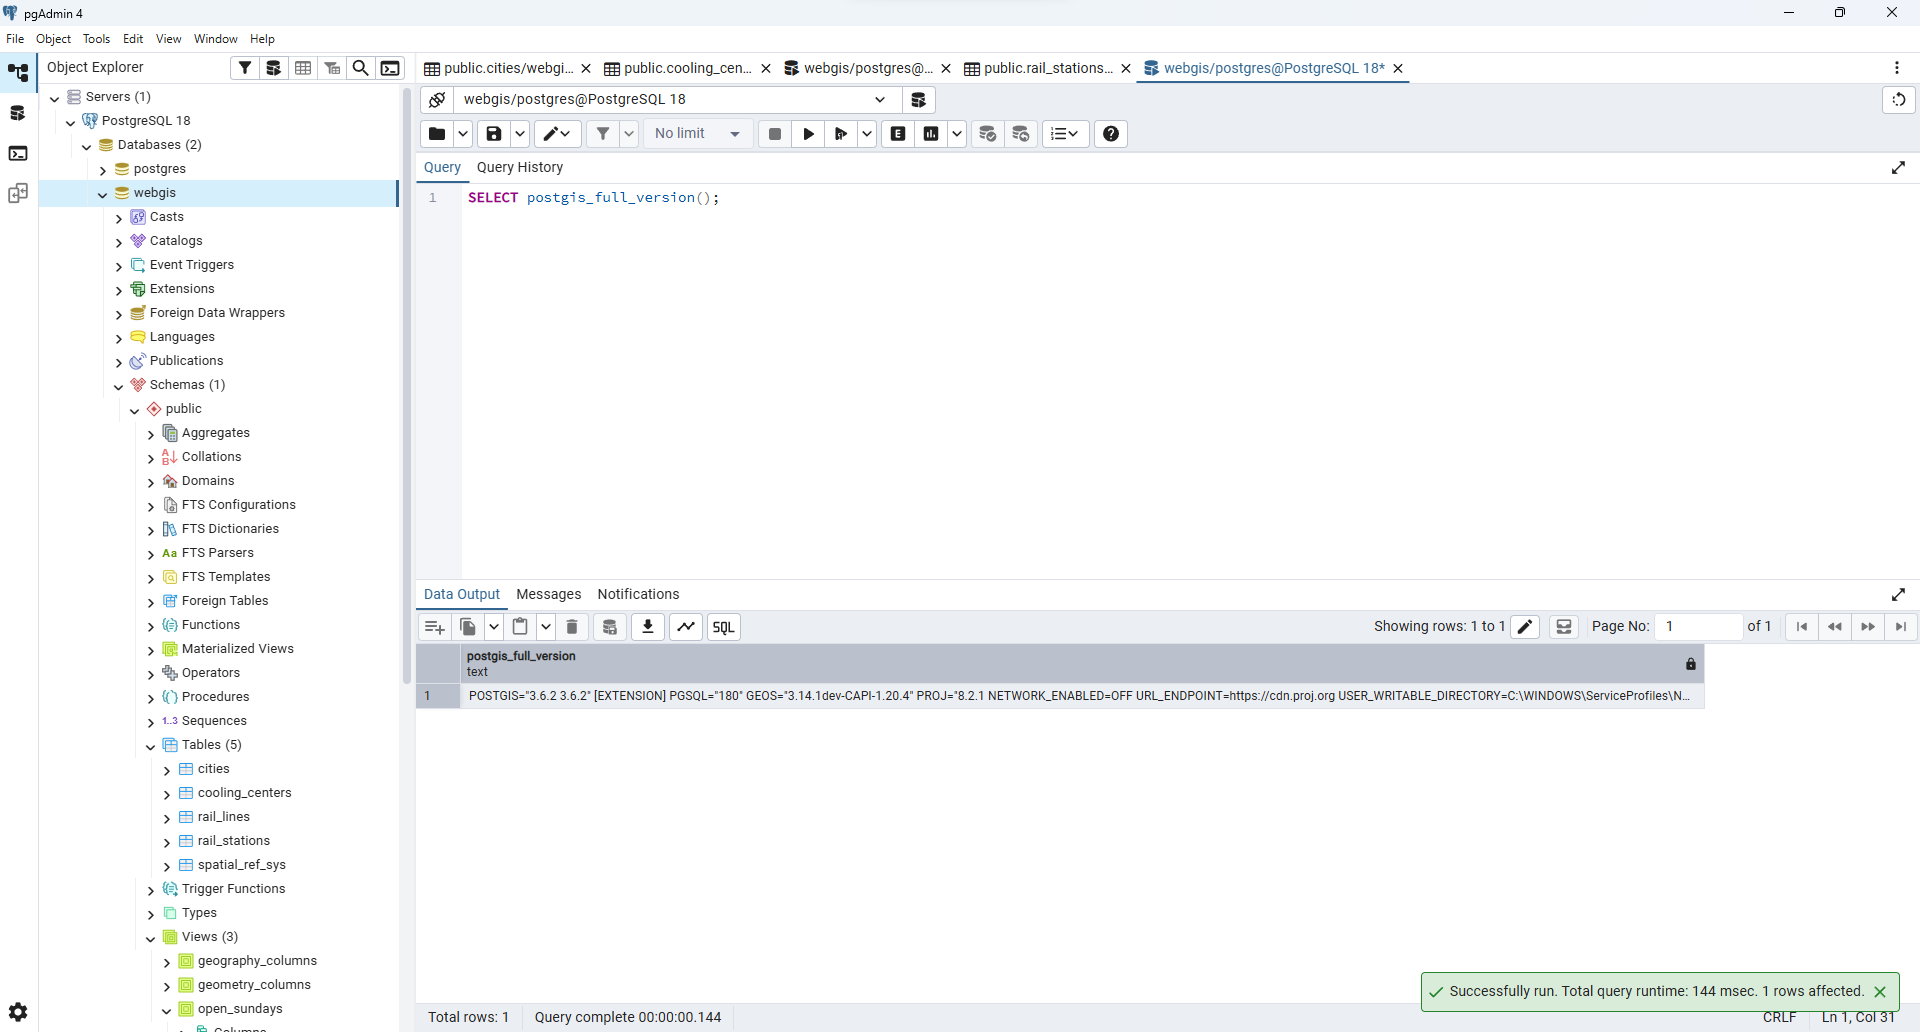 pgAdmin 4
File Object Tools Edit View Window Help
Object Explorer
Servers (1)
PostgreSQL 18
Databases (2)
postgres
webgis
Casts
Catalogs
Event Triggers
Extensions
Foreign Data Wrappers
Languages
Publications
Schemas (1)
public
Aggregates
Collations
Domains
FTS Configurations
FTS Dictionaries
Aa FTS Parsers
FTS Templates
Foreign Tables
Functions
Materialized Views
Operators
Procedures
1..3 Sequences
Tables (5)
cities
cooling_centers
rail_lines
rail_stations
spatial_ref_sys
Trigger Functions
Types
Views (3)
geography_columns
geometry_columns
open_sundays
Columns
public.cities/webgi... public.cooling_cen... webgis/postgres@... public.rail_stations... webgis/postgres@PostgreSQL 18*
webgis/postgres@PostgreSQL 18
No limit
E
Query Query History
1 SELECT postgis_full_version();
Data Output Messages Notifications
SQL
Showing rows: 1 to 1 Page No: 1 of 1
postgis_full_version
text
1 POSTGIS="3.6.2 3.6.2" [EXTENSION] PGSQL="180" GEOS="3.14.1dev-CAPI-1.20.4" PROJ="8.2.1 NETWORK_ENABLED=OFF URL_ENDPOINT=https://cdn.proj.org USER_WRITABLE_DIRECTORY=C:\WINDOWS\ServiceProfiles\N...
Successfully run. Total query runtime: 144 msec. 1 rows affected.
Total rows: 1 Query complete 00:00:00.144 CRLF Ln 1, Col 31